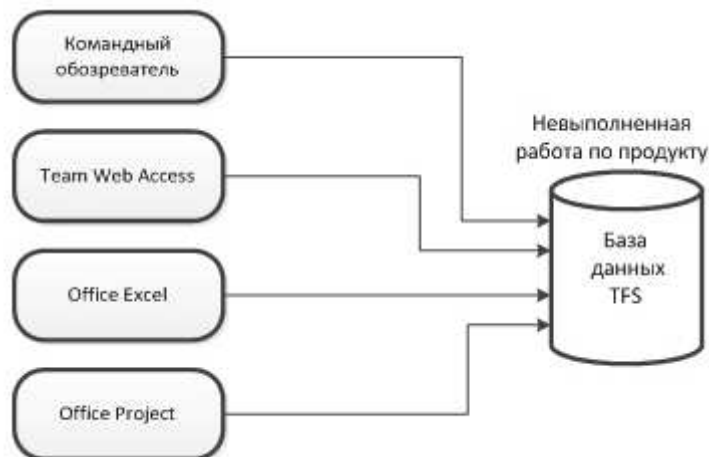 Командный
обозреватель
Team Web Access
Office Excel
Office Project
Невыполненная
работа по продукту
База
данных
TFS